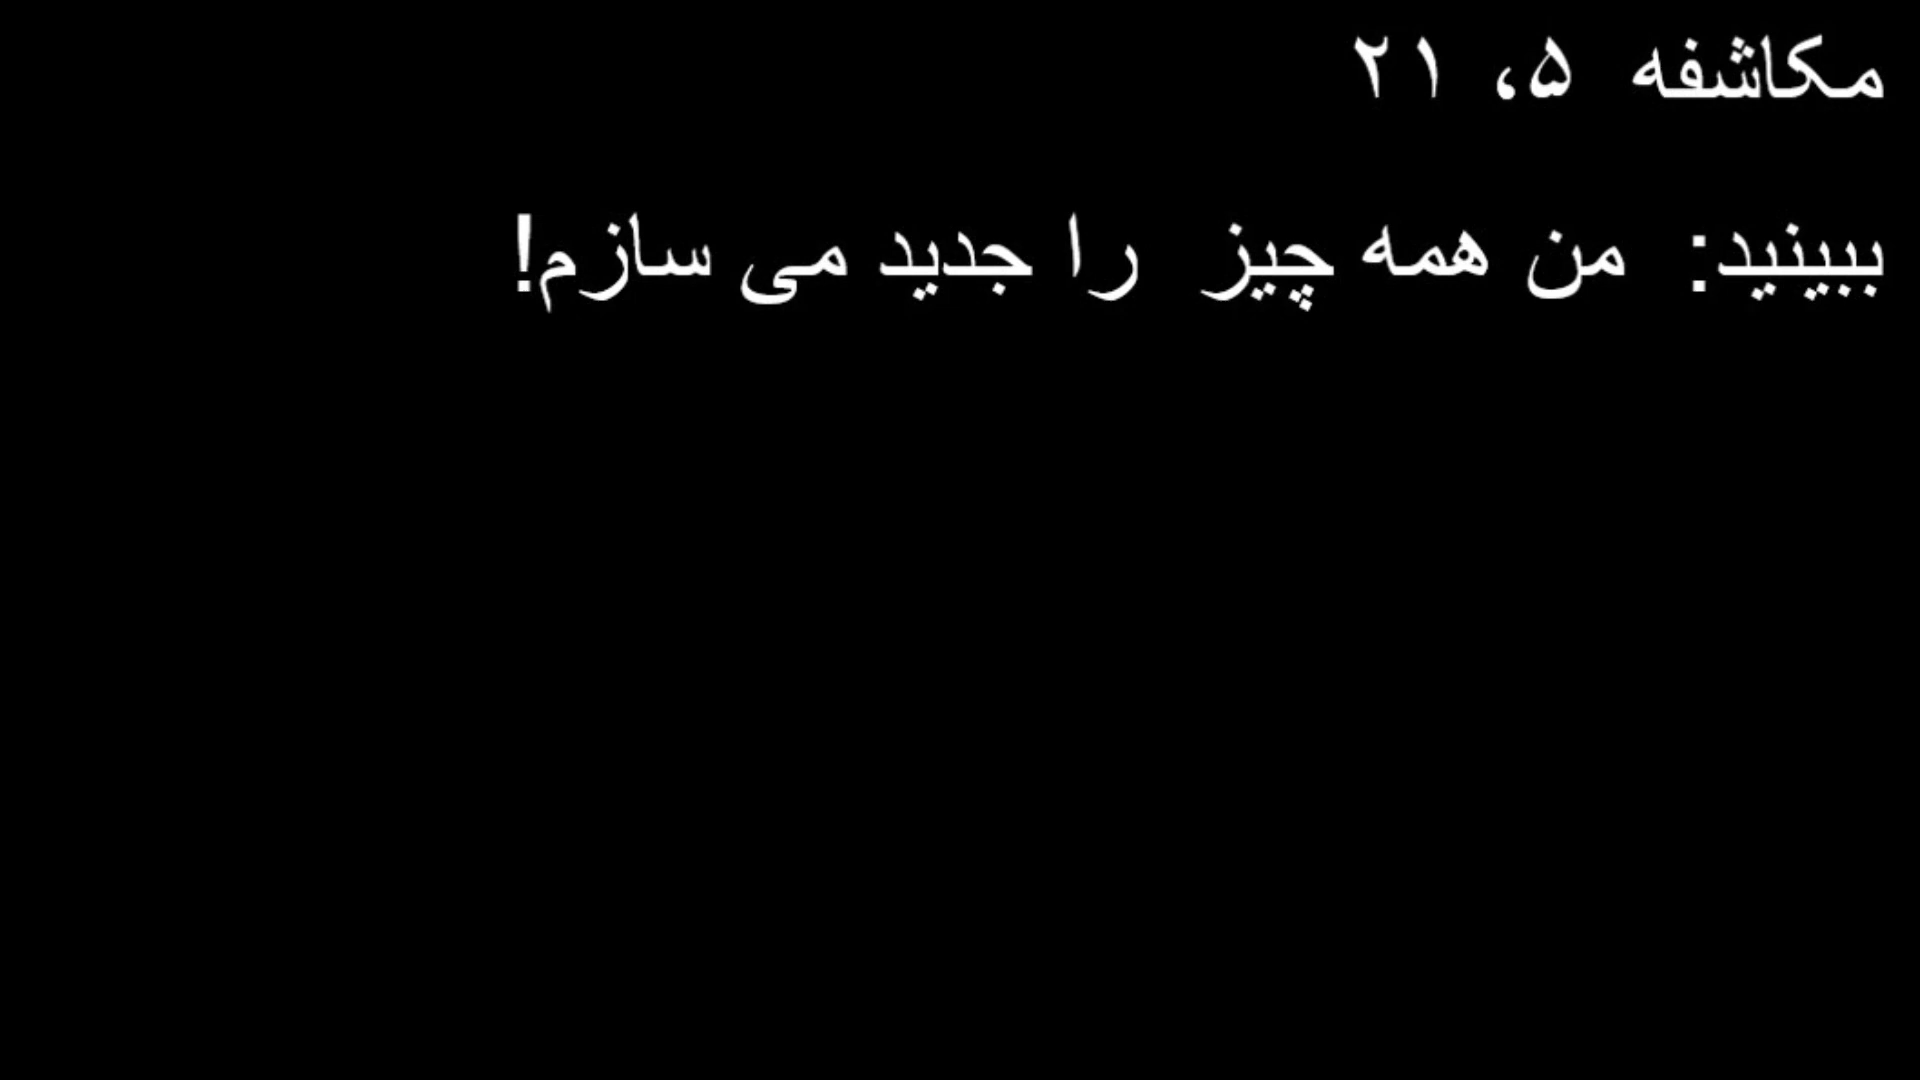 مکاشفه ۵، ۲۱
ببینید: من همه چیز را جدید می سازم!